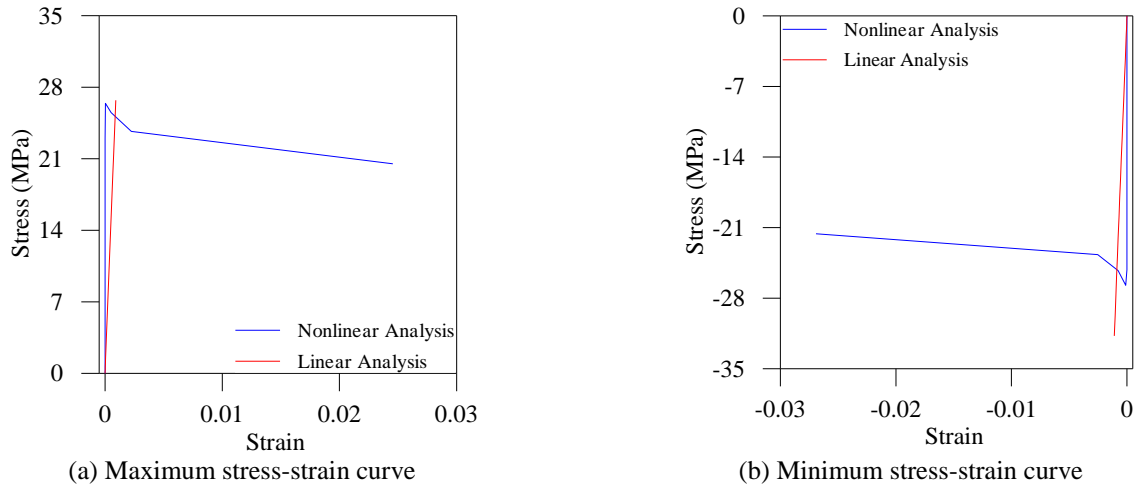 35
28
21
14
7
0
Stress (MPa)
Nonlinear Analysis
Linear Analysis
0
0.01
0.02
0.03
Strain
(a) Maximum stress-strain curve
0
-7
-14
-21
-28
-35
Stress (MPa)
Nonlinear Analysis
Linear Analysis
-0.03
-0.02
-0.01
0
Strain
(b) Minimum stress-strain curve